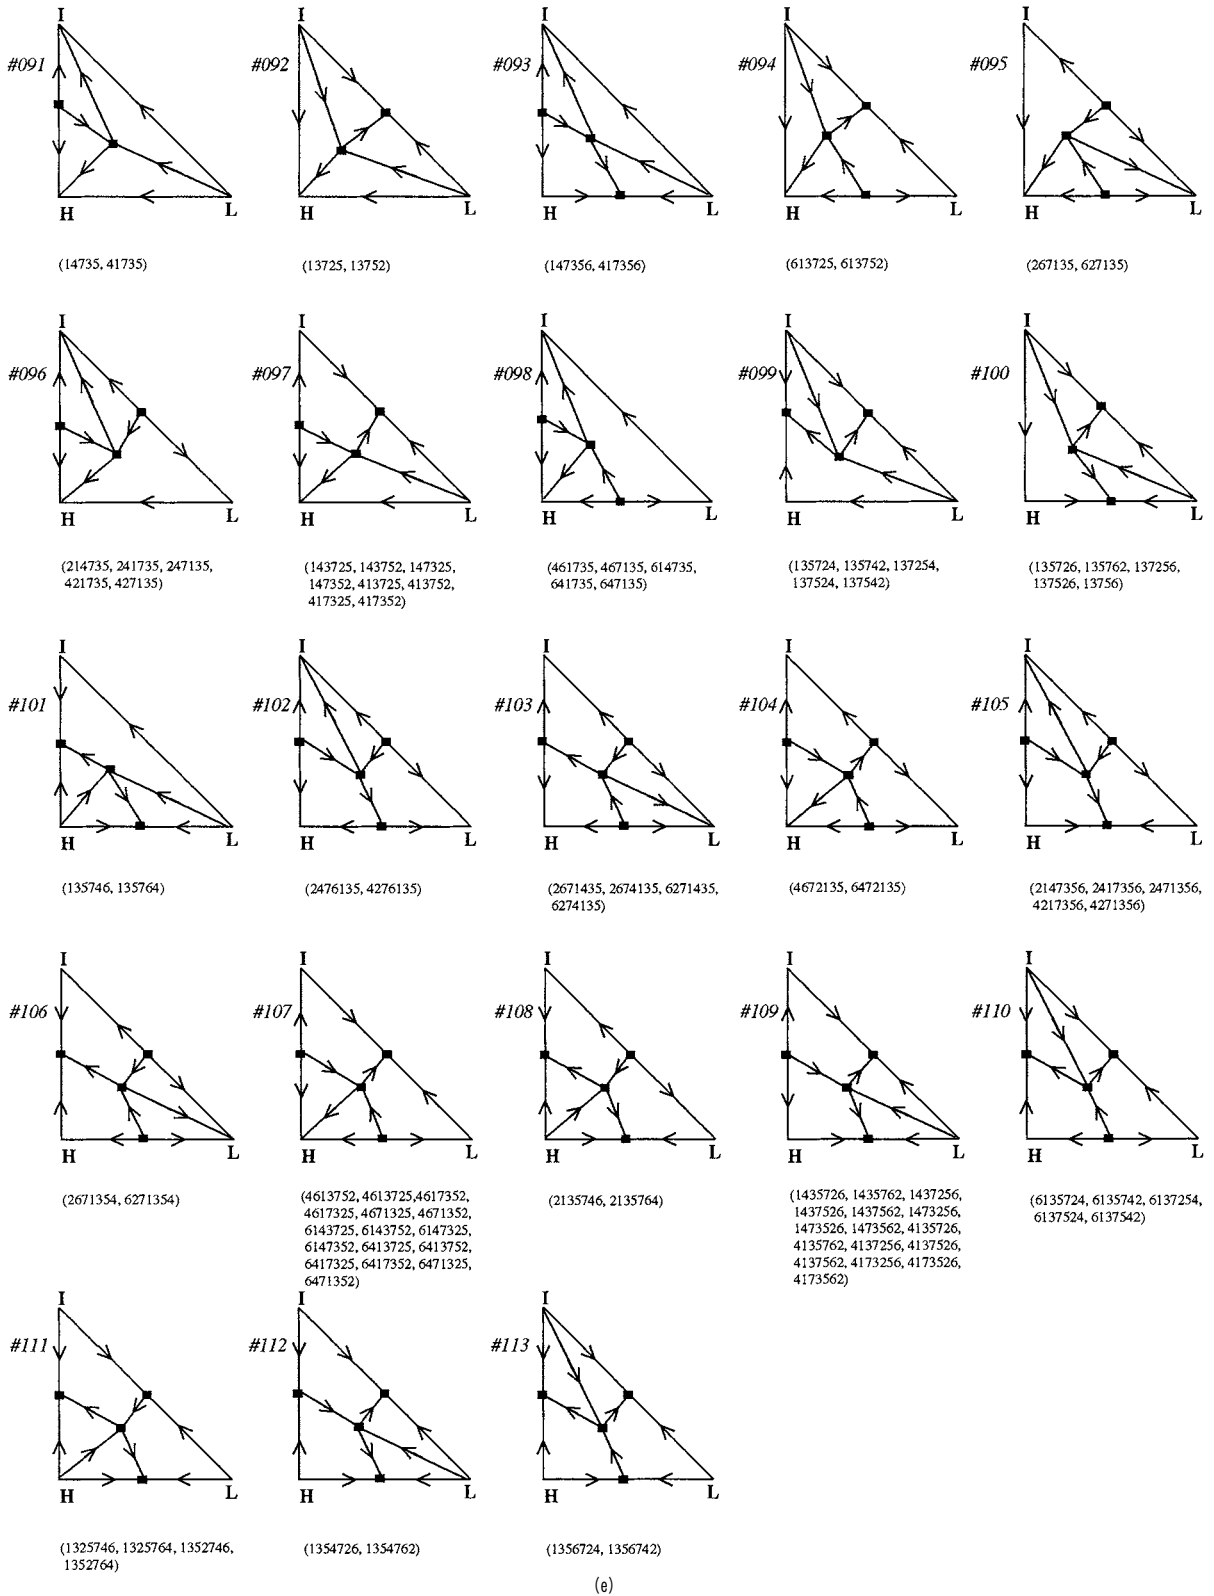 I I I I I
#091 #092 #093 #094 #095
H L H L H L H L H L
(14735, 41735) (13725, 13752) (147356, 417356) (613725, 613752) (267135, 627135)
I I I I I
#096 #097 #098 #099 #100
H L H L H L H L H L
(214735, 241735, 247135,
421735, 427135)
(143725, 143752, 147325,
147352, 413725, 413752,
417325, 417352)
(461735, 467135, 614735,
641735, 647135)
(135724, 135742, 137254,
137524, 137542)
(135726, 135762, 137256,
137526, 13756)
I I I I I
#101 #102 #103 #104 #105
H L H L H L H L H L
(135746, 135764)
(2476135, 4276135)
(2671435, 2674135, 6271435,
6274135)
(4672135, 6472135)
(2147356, 2417356, 2471356,
4217356, 4271356)
I I I I I
#106 #107 #108 #109 #110
H L H L H L H L H L
(2671354, 6271354)
(4613752, 4613725,4617352,
4617325, 4671325, 4671352,
6143725, 6143752, 6147325,
6147352, 6413725, 6413752,
6417325, 6417352, 6471325,
6471352)
(2135746, 2135764)
(1435726, 1435762, 1437256,
1437526, 1437562, 1473256,
1473526, 1473562, 4135726,
4135762, 4137256, 4137526,
4137562, 4173256, 4173526,
4173562)
(6135724, 6135742, 6137254,
6137524, 6137542)
I I I
#111 #112 #113
H L H L H L
(1325746, 1325764, 1352746,
1352764)
(1354726, 1354762)
(1356724, 1356742)
(e)